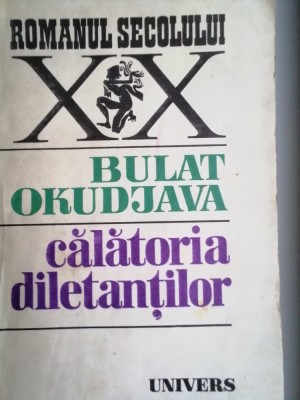 ROMANUL SECOLULUI
XX
BULAT
OKUDJAVA
călătoria
diletanților
UNIVERS